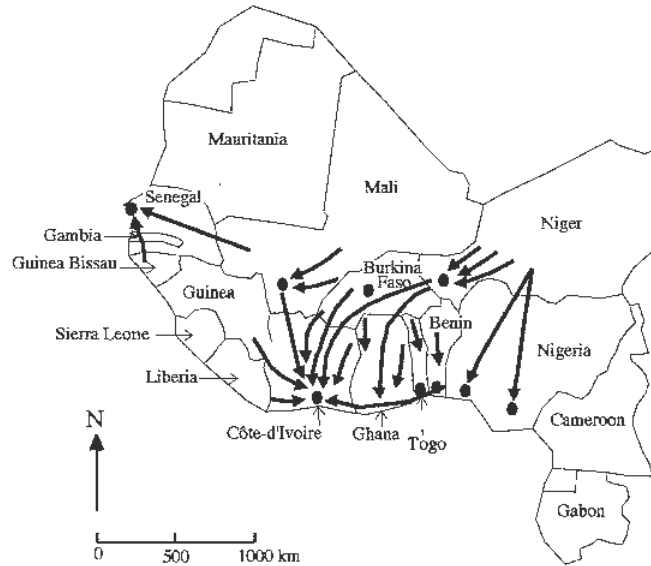 Mauritania
Mali
Senegal
Niger
Gambia
Guinea Bissau
Burkina
Faso
Guinea
Benin
Sierra Leone
Nigeria
Liberia
Cameroon
N
Côte-d'Ivoire
Ghana
Togo
Gabon
0 500 1000 km